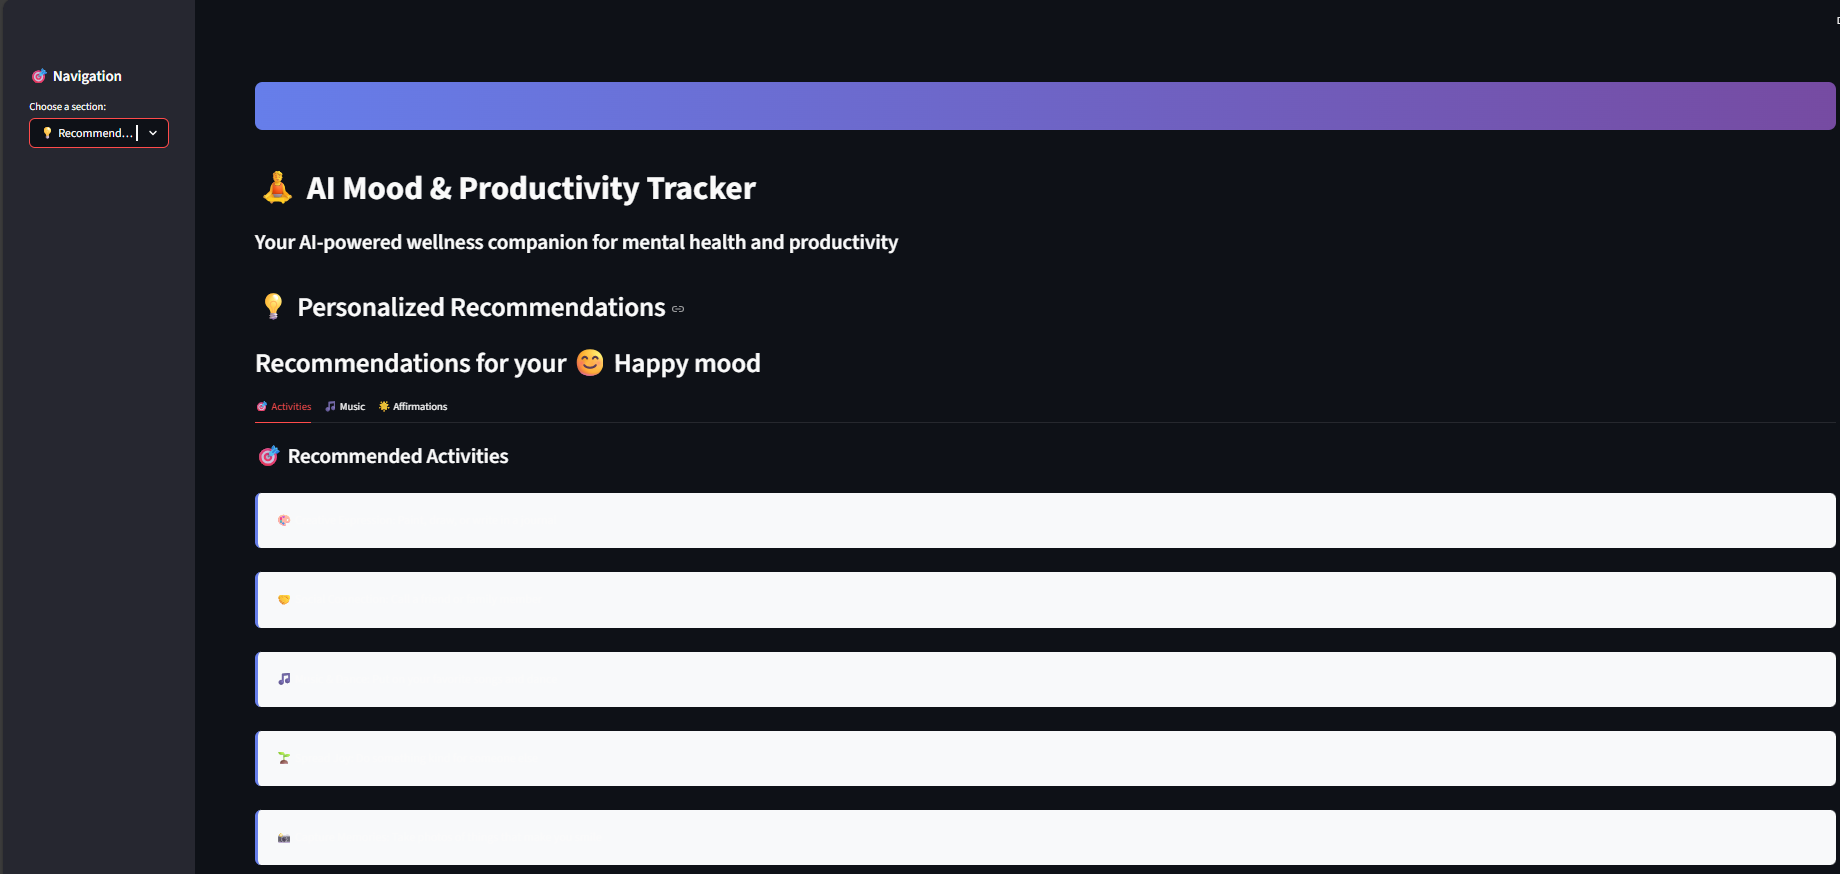 Navigation
Choose a section:
Recommend...
AI Mood & Productivity Tracker
Your AI-powered wellness companion for mental health and productivity
Personalized Recommendations
Recommendations for your 😊 Happy mood
Activities Music Affirmations
Recommended Activities